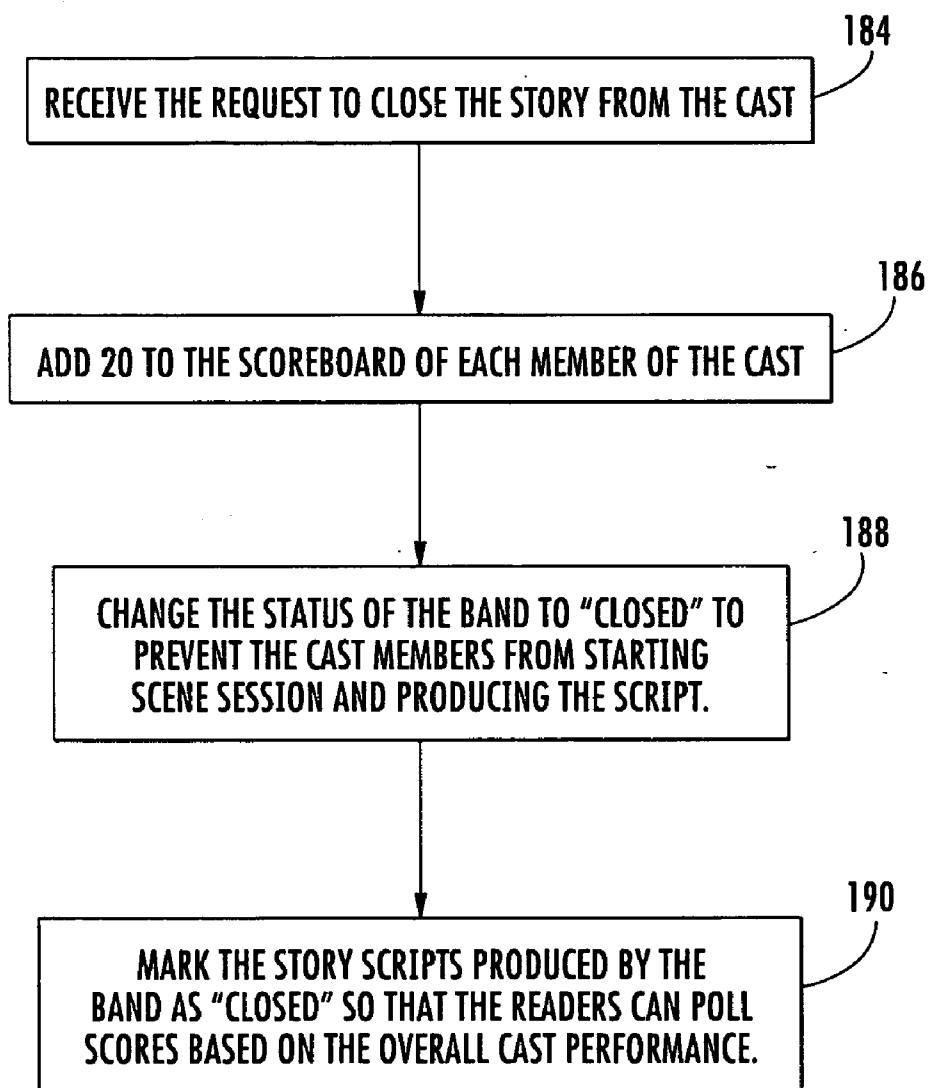 184
RECEIVE THE REQUEST TO CLOSE THE STORY FROM THE CAST
186
ADD 20 TO THE SCOREBOARD OF EACH MEMBER OF THE CAST
188
CHANGE THE STATUS OF THE BAND TO "CLOSED" TO
PREVENT THE CAST MEMBERS FROM STARTING
SCENE SESSION AND PRODUCING THE SCRIPT.
190
MARK THE STORY SCRIPTS PRODUCED BY THE
BAND AS "CLOSED" SO THAT THE READERS CAN POLL
SCORES BASED ON THE OVERALL CAST PERFORMANCE.